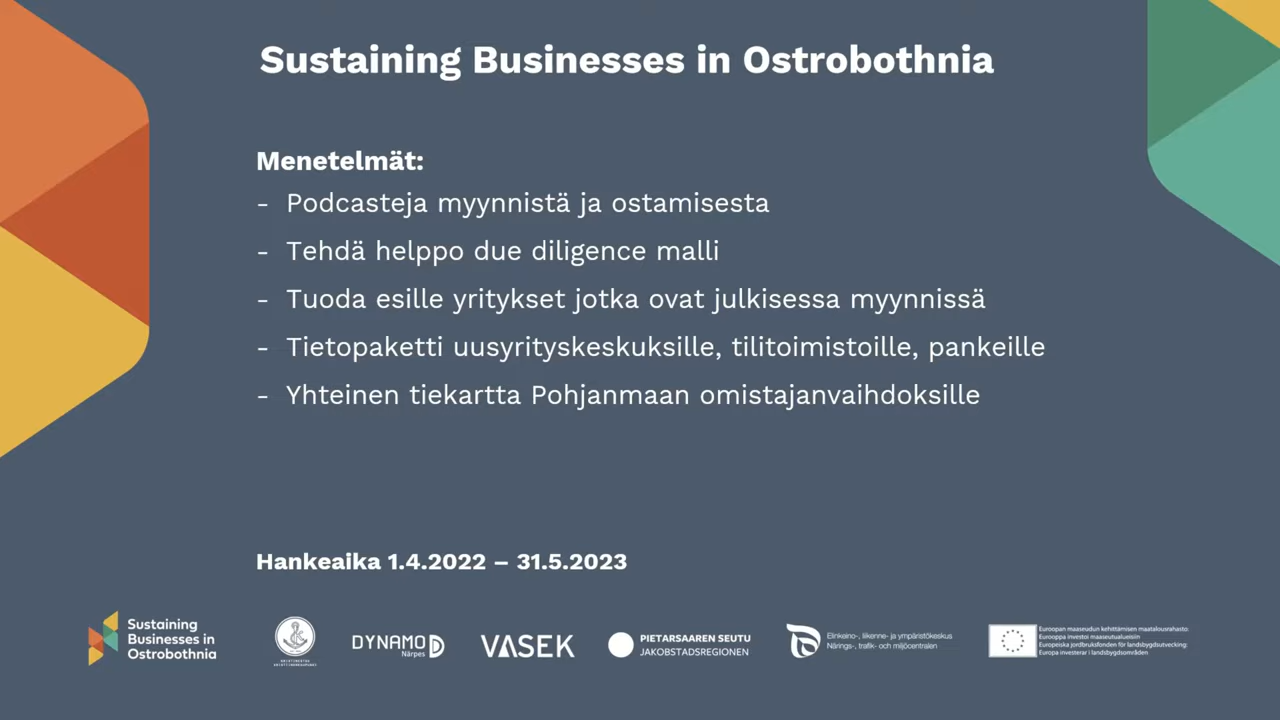 Sustaining Businesses in Ostrobothnia
Menetelmät:
- Podcasteja myynnistä ja ostamisesta
- Tehdä helppo due diligence malli
- Tuoda esille yritykset jotka ovat julkisessa myynnissä
- Tietopaketti uusyrityskeskuksille, tilitoimistoille, pankeille
- Yhteinen tiekartta Pohjanmaan omistajanvaihdoksille
Hankeaika 1.4.2022 – 31.5.2023
Sustaining
Businesses in
Ostrobothnia
DYNAMO D
Närpes
VASEK
PIETARSAAREN SEUTU
JAKOBSTADSREGIONEN
Elinkeino-, liikenne- ja ympäristökeskus
Närings-, trafik- och miljöcentralen
Euroopan maaseudun kehittämisen maatalousrahasto
Eurooppa investoi maaseutualueisiin
Europeiska jordbruksfonden för landsbygdsutveckling:
Europa investerar i landsbygdsområden